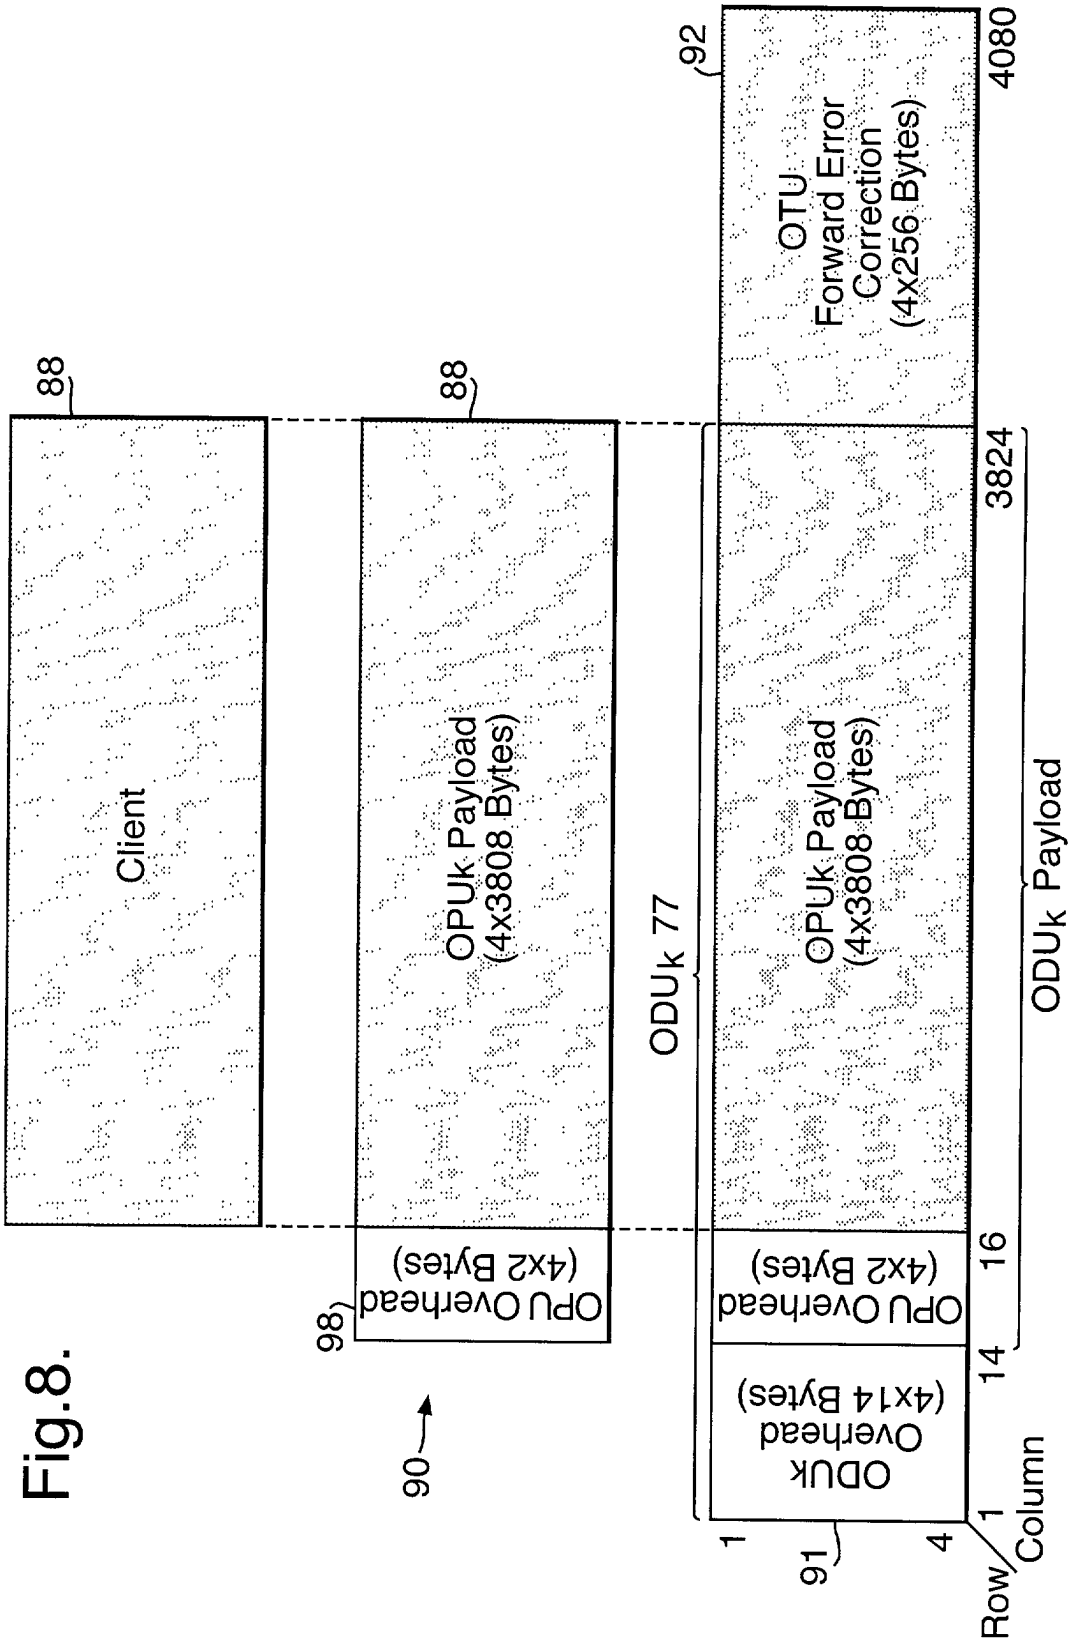 Fig.8.
Client
88
90
98
OPU Overhead
(4x2 Bytes)
OPUk Payload
(4x3808 Bytes)
88
ODUk 77
92
1
91
4
ODUk
Overhead
(4x14 Bytes)
OPU Overhead
(4x2 Bytes)
OPUk Payload
(4x3808 Bytes)
OTU
Forward Error
Correction
(4x256 Bytes)
Row
Column
1
14
16
3824
4080
ODUk Payload